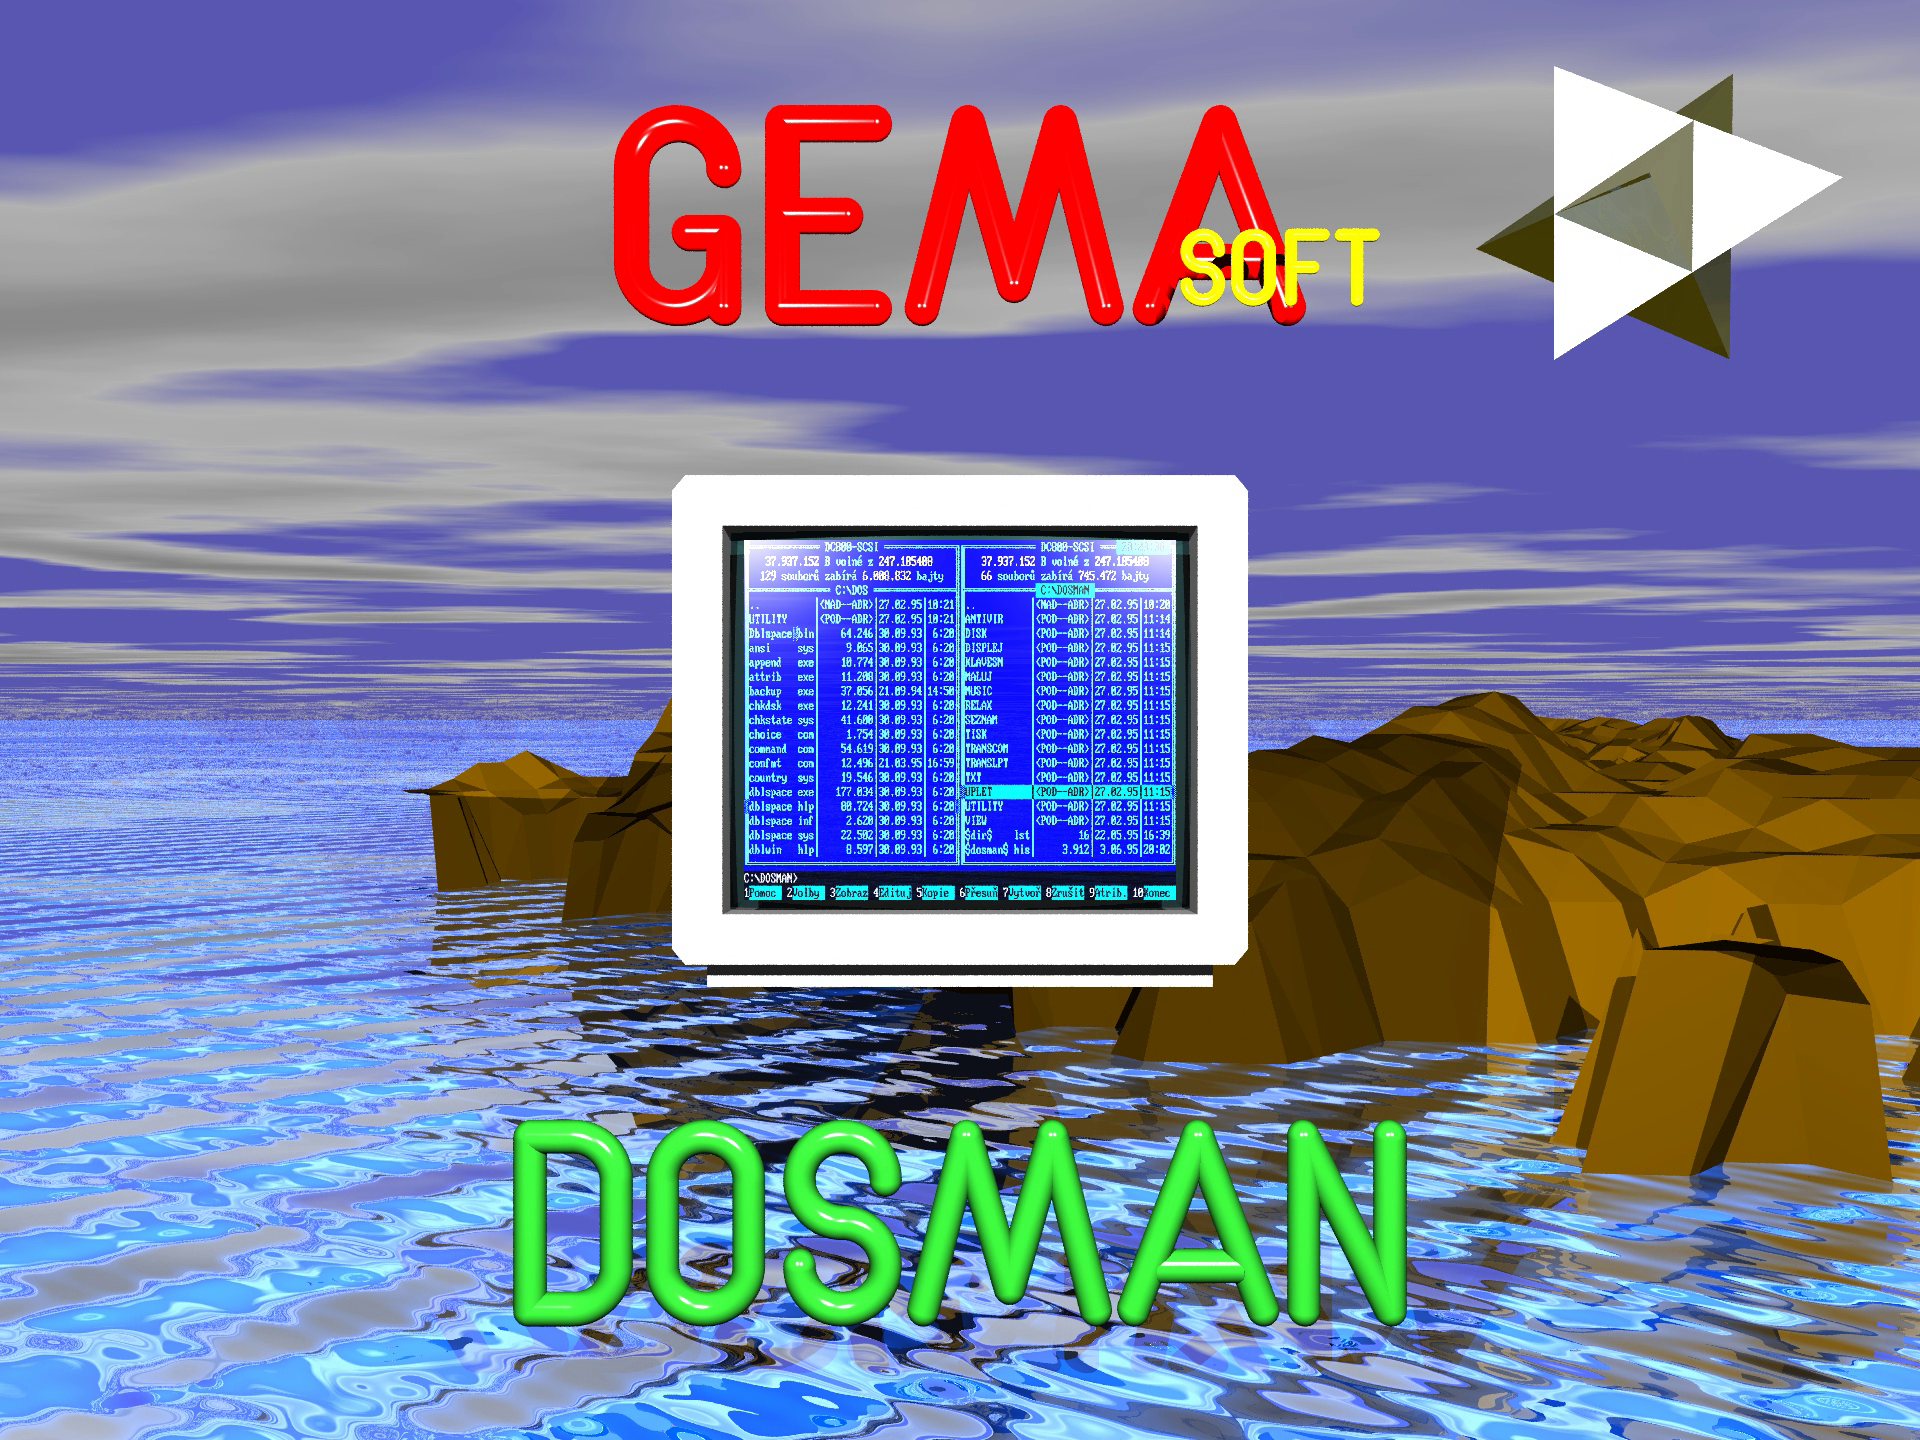 GEMA
SOFT
DC800-SCSI DC800-SCSI
37.937.152 B volné z 247.185408 37.937.152 B volné z 247.185408
129 souborů zabírá 6.008.832 bajty 66 souborů zabírá 745.472 bajty
C:\DOS C:\DOSMAN
.. <NAD--ADR> 27.02.95 10:21 .. <NAD--ADR> 27.02.95 10:20
UTILITY <POD--ADR> 27.02.95 10:21 ANTIVIR <POD--ADR> 27.02.95 11:14
Dblspace bin 64.246 30.09.93 6:20 DISK <POD--ADR> 27.02.95 11:14
ansi sys 9.065 30.09.93 6:20 DISPLEJ <POD--ADR> 27.02.95 11:15
append exe 10.774 30.09.93 6:20 KLAVESN <POD--ADR> 27.02.95 11:15
attrib exe 11.208 30.09.93 6:20 MALUJ <POD--ADR> 27.02.95 11:15
backup exe 37.056 21.09.94 14:50 MUSIC <POD--ADR> 27.02.95 11:15
chkdsk exe 12.241 30.09.93 6:20 RELAX <POD--ADR> 27.02.95 11:15
chkstate sys 41.600 30.09.93 6:20 SEZNAM <POD--ADR> 27.02.95 11:15
choice com 1.754 30.09.93 6:20 TISK <POD--ADR> 27.02.95 11:15
command com 54.619 30.09.93 6:20 TRANSCOM <POD--ADR> 27.02.95 11:15
confmt com 12.496 21.03.95 16:59 TRANSLPT <POD--ADR> 27.02.95 11:15
country sys 19.546 30.09.93 6:20 TXT <POD--ADR> 27.02.95 11:15
dblspace exe 177.034 30.09.93 6:20 UPLET <POD--ADR> 27.02.95 11:15
dblspace hlp 80.724 30.09.93 6:20 UTILITY <POD--ADR> 27.02.95 11:15
dblspace inf 2.620 30.09.93 6:20 VIEW <POD--ADR> 27.02.95 11:15
dblspace sys 22.502 30.09.93 6:20 $dir$ lst 16 22.05.95 16:39
dblwin hlp 8.597 30.09.93 6:20 $dosman$ his 3.912 3.06.95 20:02
C:\DOSMAN>
1Pomoc 2Volby 3Zobraz 4Edituj 5Kopie 6Přesuň 7Vytvoř 8Zrušit 9Atrib. 10Konec
DOSMAN